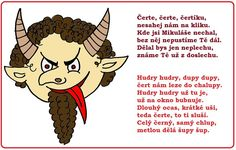 Čerte, čerte, čertíku,
nesahej nám na kliku.
Kde jsi Mikuláše nechal,
bez něj nepustíme Tě dál.
Dělal bys jen neplechu,
známe Tě už z doslechu.
Hudry hudry, dupy dupy,
čert nám leze do chalupy.
Hudry hudry už tu je,
už na okno bubnuje.
Dlouhý ocas, krátké uši,
teda čerte, to ti sluší.
Celý černý, samý chlup,
metlou dělá šupy šup.